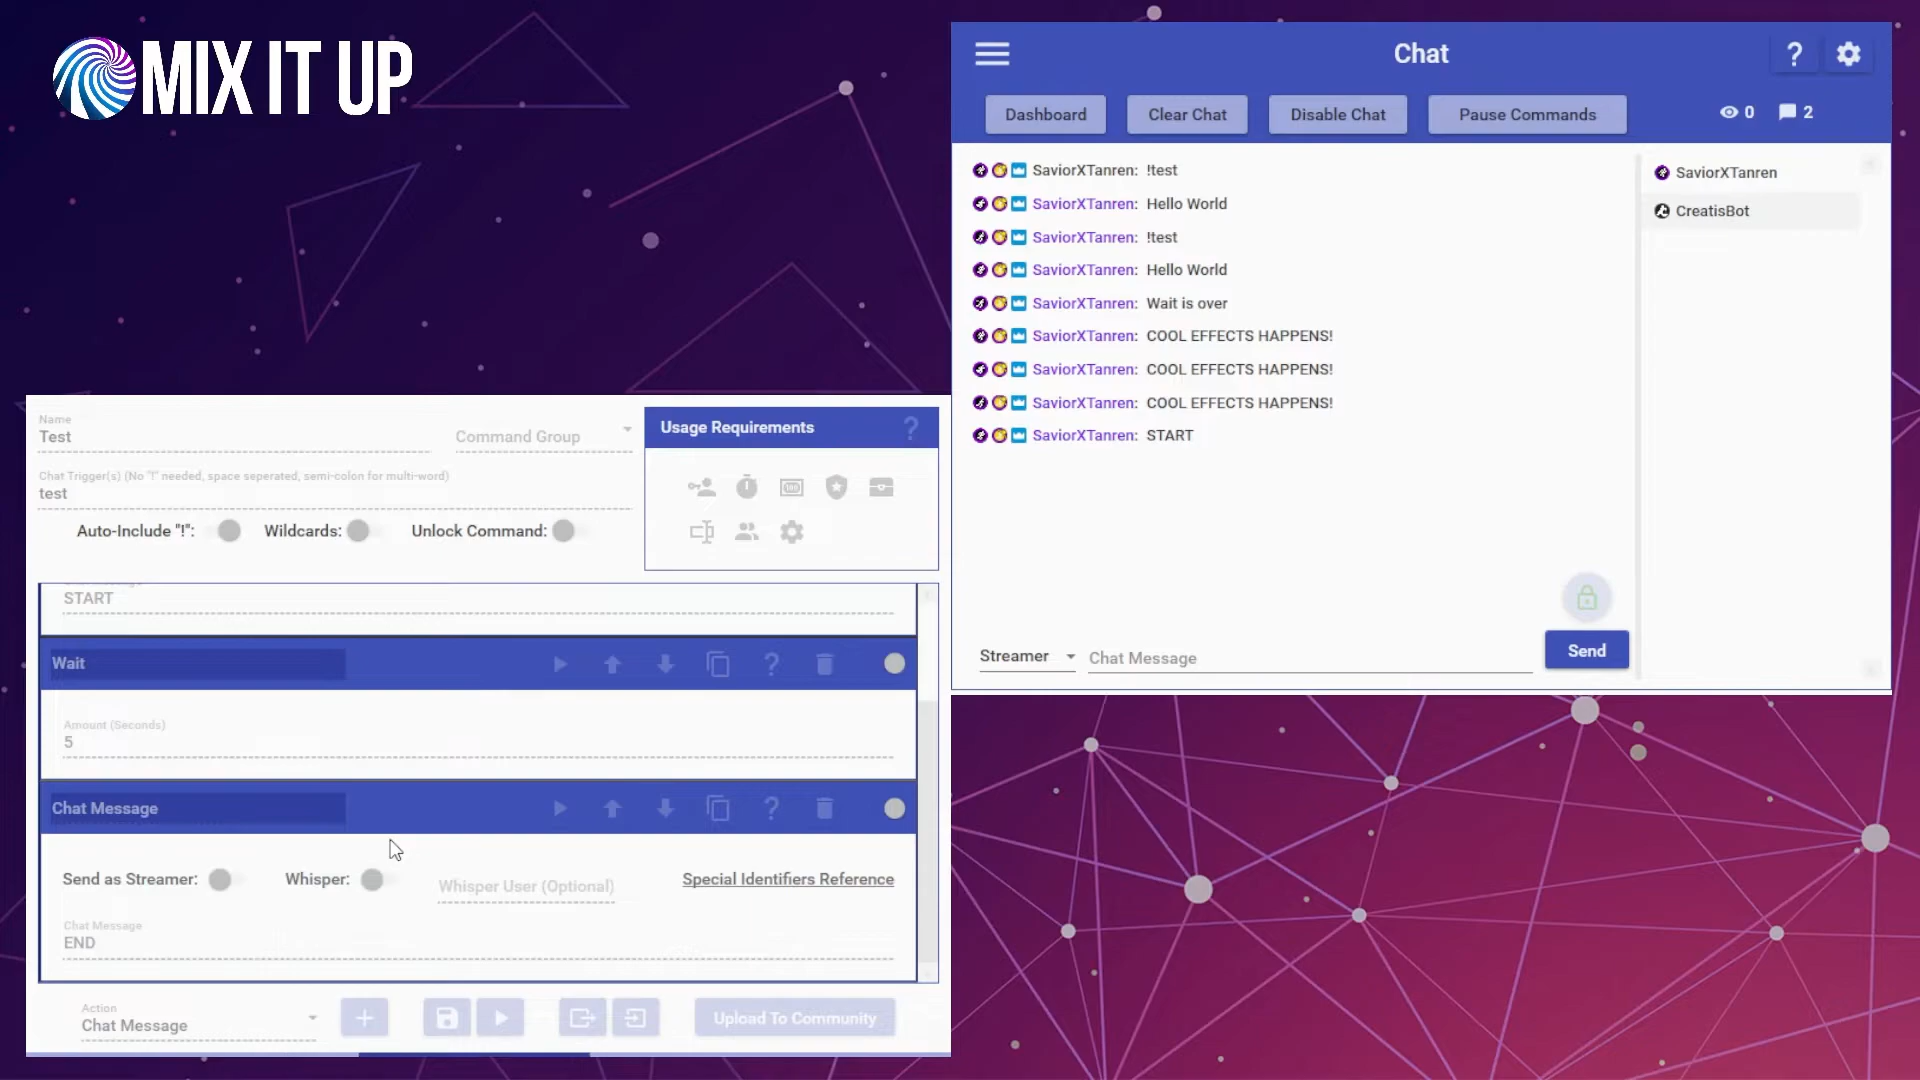 MIX IT UP
Chat
?
Dashboard
Clear Chat
Disable Chat
Pause Commands
0
2
SaviorXTanren: !test
SaviorXTanren: Hello World
SaviorXTanren: !test
SaviorXTanren: Hello World
SaviorXTanren: Wait is over
SaviorXTanren: COOL EFFECTS HAPPENS!
SaviorXTanren: COOL EFFECTS HAPPENS!
SaviorXTanren: COOL EFFECTS HAPPENS!
SaviorXTanren: START
SaviorXTanren
CreatisBot
Streamer
Chat Message
Send
Name
Test
Command Group
Chat Trigger(s) (No "!" needed, space seperated, semi-colon for multi-word)
test
Auto-Include "!":
Wildcards:
Unlock Command:
Usage Requirements
?
START
Wait
?
Amount (Seconds)
5
Chat Message
?
Send as Streamer:
Whisper:
Whisper User (Optional)
Special Identifiers Reference
Chat Message
END
Action
Chat Message
Upload To Community